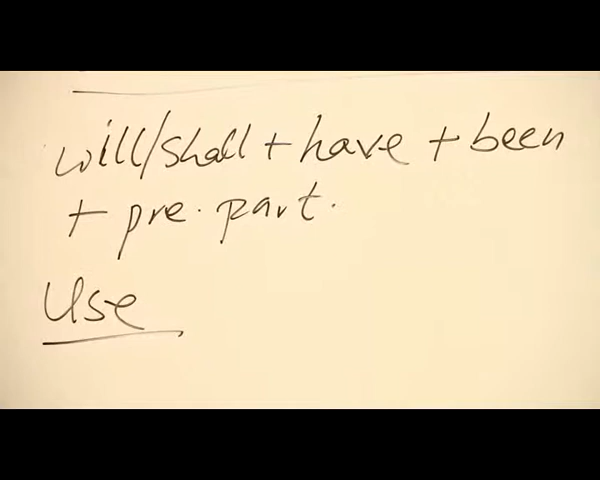 will/shall + have + been
+ pre. part.
Use